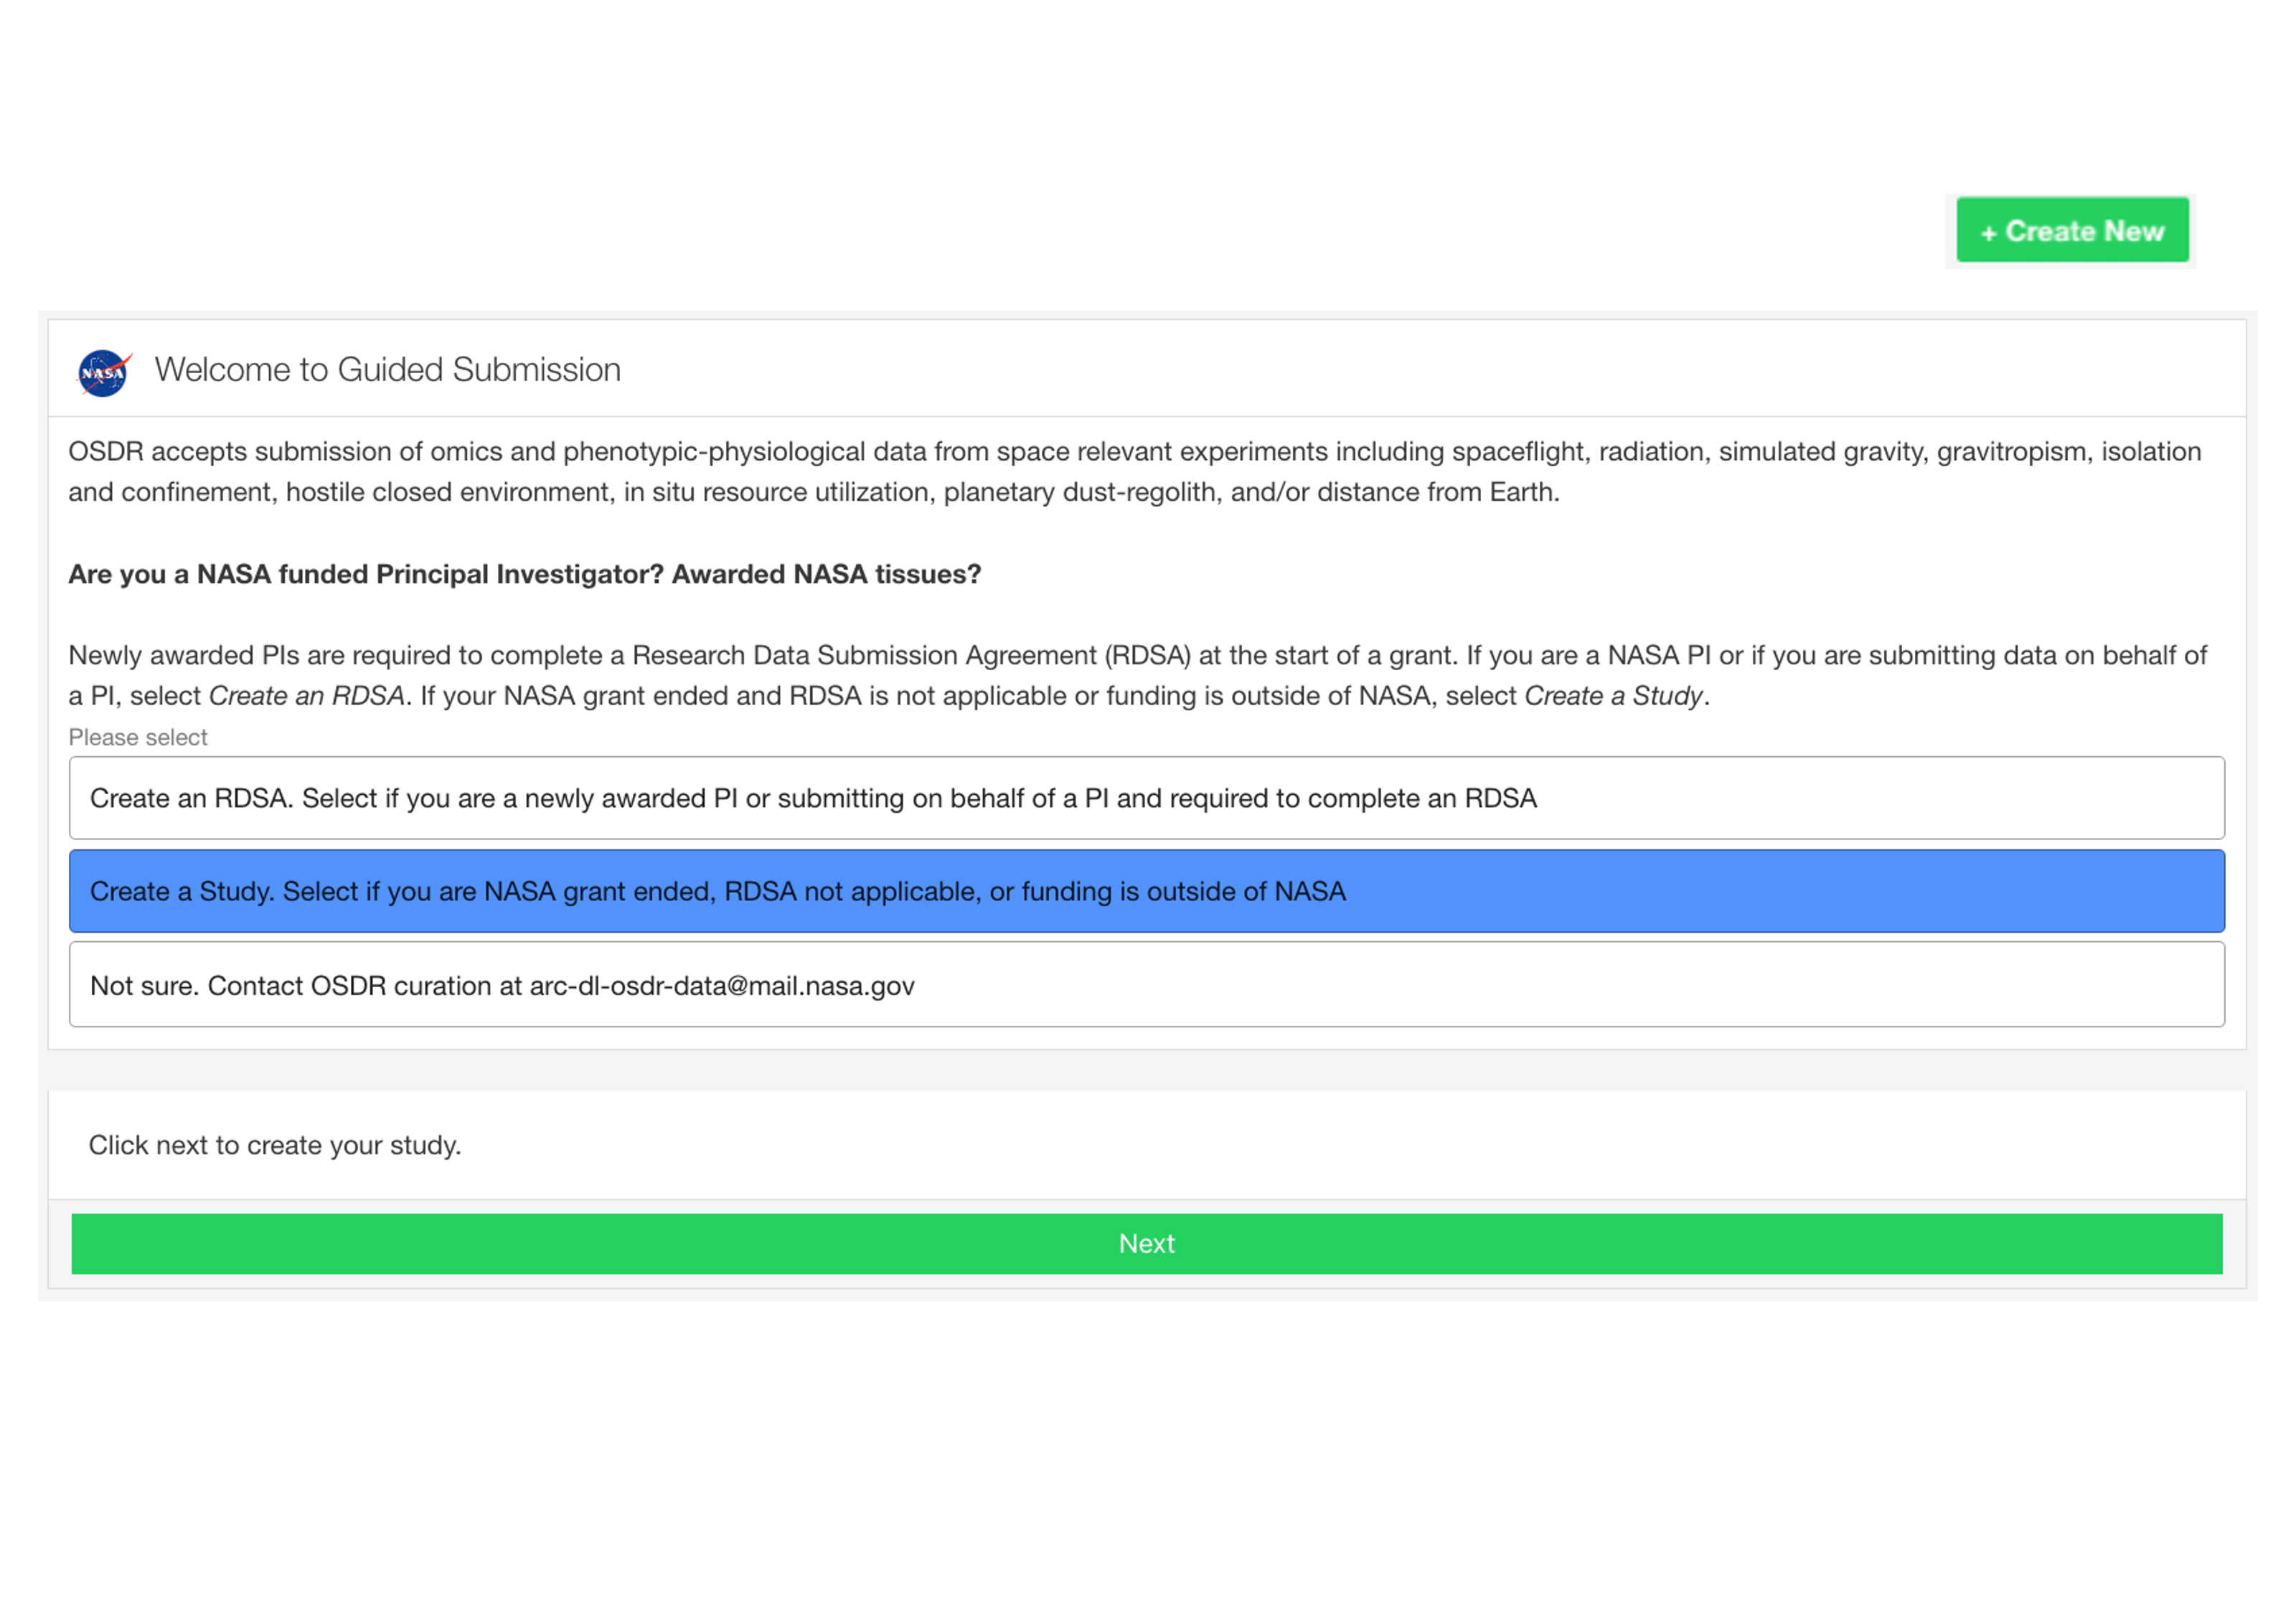 + Create New
NASA
Welcome to Guided Submission
OSDR accepts submission of omics and phenotypic-physiological data from space relevant experiments including spaceflight, radiation, simulated gravity, gravitropism, isolation
and confinement, hostile closed environment, in situ resource utilization, planetary dust-regolith, and/or distance from Earth.
Are you a NASA funded Principal Investigator? Awarded NASA tissues?
Newly awarded PIs are required to complete a Research Data Submission Agreement (RDSA) at the start of a grant. If you are a NASA PI or if you are submitting data on behalf of
a PI, select Create an RDSA. If your NASA grant ended and RDSA is not applicable or funding is outside of NASA, select Create a Study.
Please select
Create an RDSA. Select if you are a newly awarded PI or submitting on behalf of a PI and required to complete an RDSA
Create a Study. Select if you are NASA grant ended, RDSA not applicable, or funding is outside of NASA
Not sure. Contact OSDR curation at arc-dl-osdr-data@mail.nasa.gov
Click next to create your study.
Next